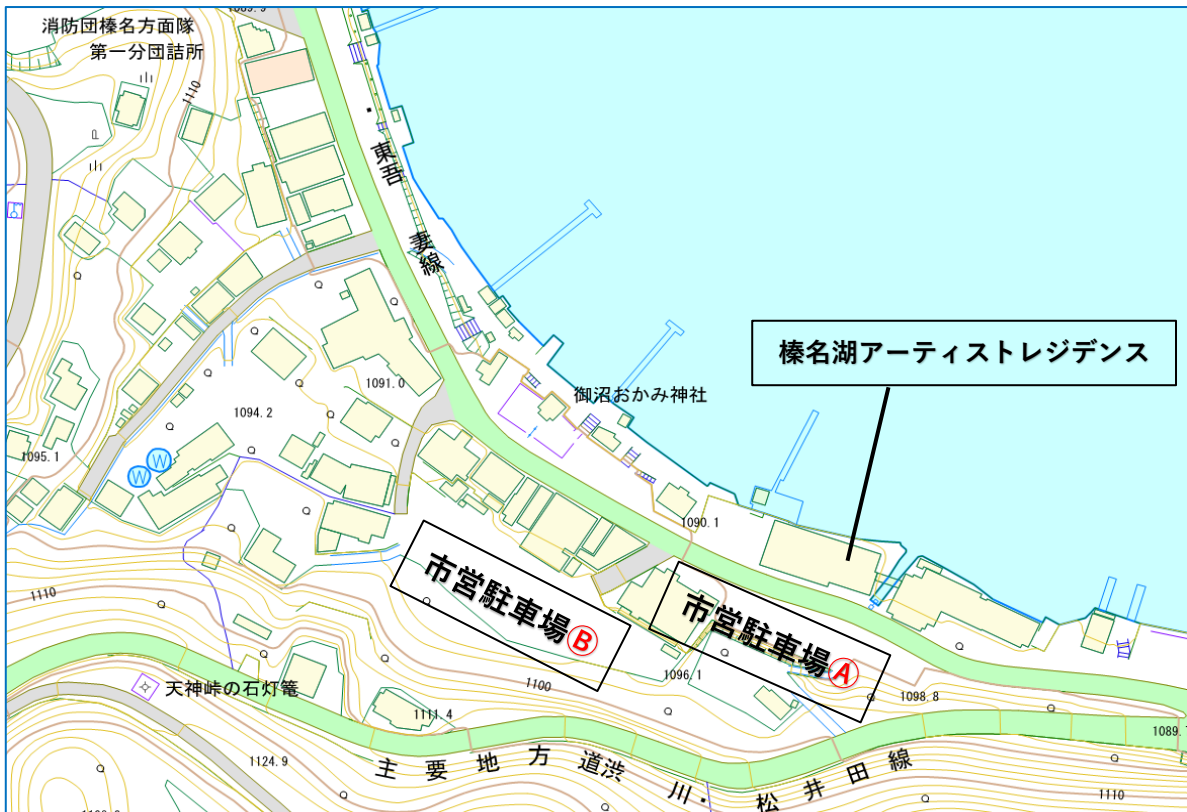 1089.9
消防団榛名方面隊
第一分団詰所
1110
東吾
妻線
榛名湖アーティストレジデンス
御沼おかみ神社
1091.0
1094.2
1095.1
W
W
1090.1
市営駐車場Ⓑ
市営駐車場Ⓐ
1110
1100
1096.1
1098.8
天神峠の石灯篭
1111.4
1089.
1124.9
主要地方道渋川・松井田線
1110